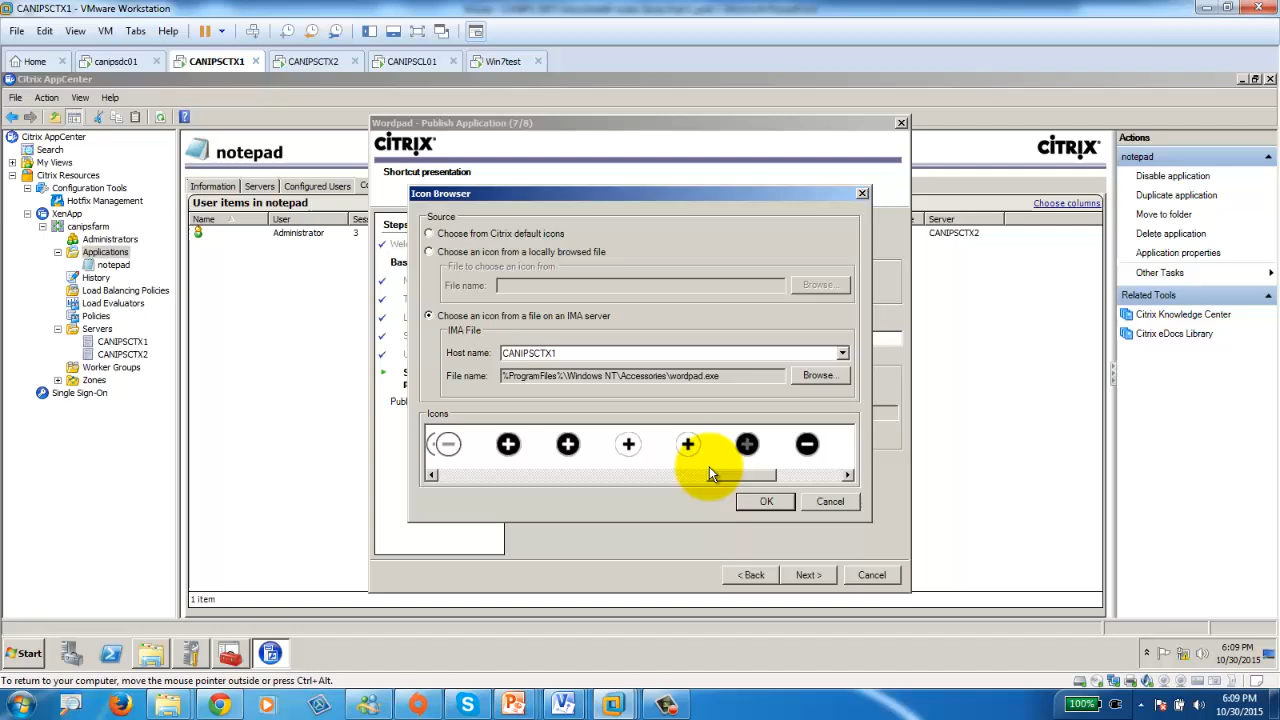 CANIPSCTX1 - VMware Workstation
File Edit View VM Tabs Help
Home canipsdc01 CANIPSCTX1 CANIPSCTX2 CANIPSCL01 Win7test
Citrix AppCenter
File Action View Help
Citrix AppCenter
Search
My Views
Citrix Resources
Configuration Tools
Hotfix Management
XenApp
canipsfarm
Administrators
Applications
notepad
History
Load Balancing Policies
Load Evaluators
Policies
Servers
CANIPSCTX1
CANIPSCTX2
Worker Groups
Zones
Single Sign-On
notepad
CİTRIX
Information Servers Configured Users
User items in notepad
Choose columns
Name User Server
Administrator 3 CANIPSCTX2
1 item
Wordpad - Publish Application (7/8)
CİTRIX
Shortcut presentation
Steps
Icon Browser
Source
Choose from Citrix default icons
Choose an icon from a locally browsed file
File to choose an icon from
File name: Browse...
Choose an icon from a file on an IMA server
IMA File
Host name: CANIPSCTX1
File name: %ProgramFiles%\Windows NT\Accessories\wordpad.exe Browse...
Icons
OK Cancel
< Back Next > Cancel
Actions
notepad
Disable application
Duplicate application
Move to folder
Delete application
Application properties
Other Tasks
Related Tools
Citrix Knowledge Center
Citrix eDocs Library
Start
6:09 PM
10/30/2015
To return to your computer, move the mouse pointer outside or press Ctrl+Alt.
100%
6:09 PM
10/30/2015